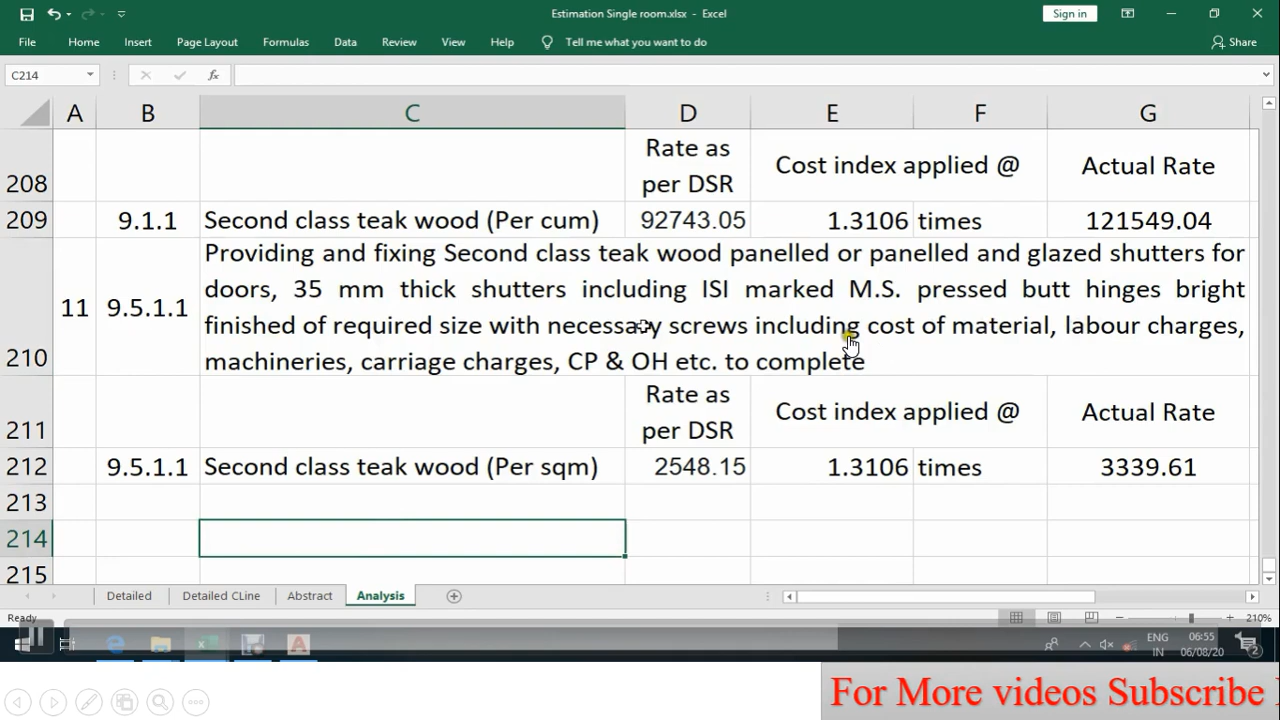 Estimation Single room.xlsx - Excel
Sign in
File Home Insert Page Layout Formulas Data Review View Help Tell me what you want to do Share
C214 fx
A B C D E F G
208 Rate as per DSR Cost index applied @ Actual Rate
209 9.1.1 Second class teak wood (Per cum) 92743.05 1.3106 times 121549.04
Providing and fixing Second class teak wood panelled or panelled and glazed shutters for
doors, 35 mm thick shutters including ISI marked M.S. pressed butt hinges bright
11 9.5.1.1
finished of required size with necessary screws including cost of material, labour charges,
210 machineries, carriage charges, CP & OH etc. to complete
211 Rate as per DSR Cost index applied @ Actual Rate
212 9.5.1.1 Second class teak wood (Per sqm) 2548.15 1.3106 times 3339.61
213
214
215
Detailed Detailed CLine Abstract Analysis
Ready 210%
ENG 06:55
IN 06/08/20 2
For More videos Subscribe